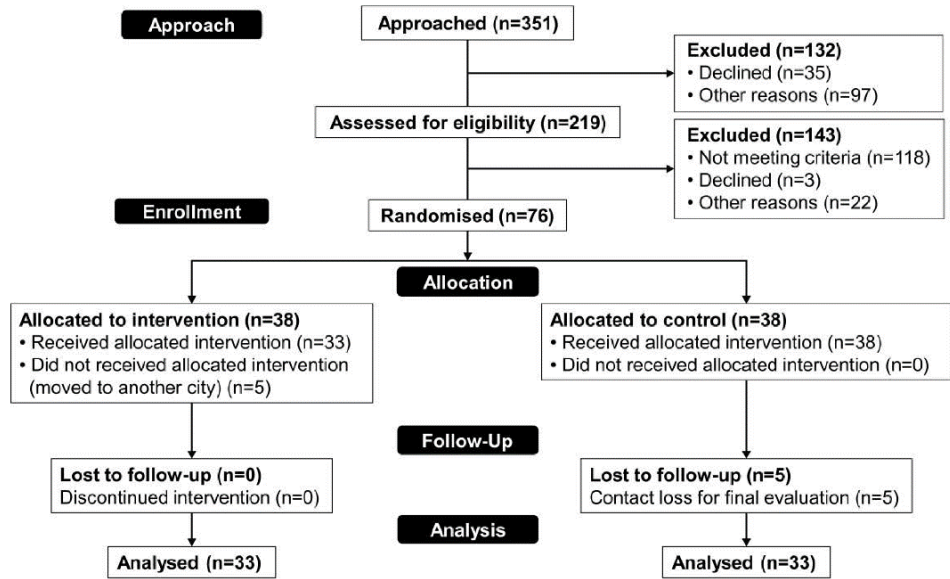 Approach
Approached (n=351)
Excluded (n=132)
• Declined (n=35)
• Other reasons (n=97)
Assessed for eligibility (n=219)
Excluded (n=143)
• Not meeting criteria (n=118)
• Declined (n=3)
• Other reasons (n=22)
Enrollment
Randomised (n=76)
Allocation
Allocated to intervention (n=38)
• Received allocated intervention (n=33)
• Did not received allocated intervention
(moved to another city) (n=5)
Allocated to control (n=38)
• Received allocated intervention (n=38)
• Did not received allocated intervention (n=0)
Follow-Up
Lost to follow-up (n=0)
Discontinued intervention (n=0)
Lost to follow-up (n=5)
Contact loss for final evaluation (n=5)
Analysis
Analysed (n=33)
Analysed (n=33)